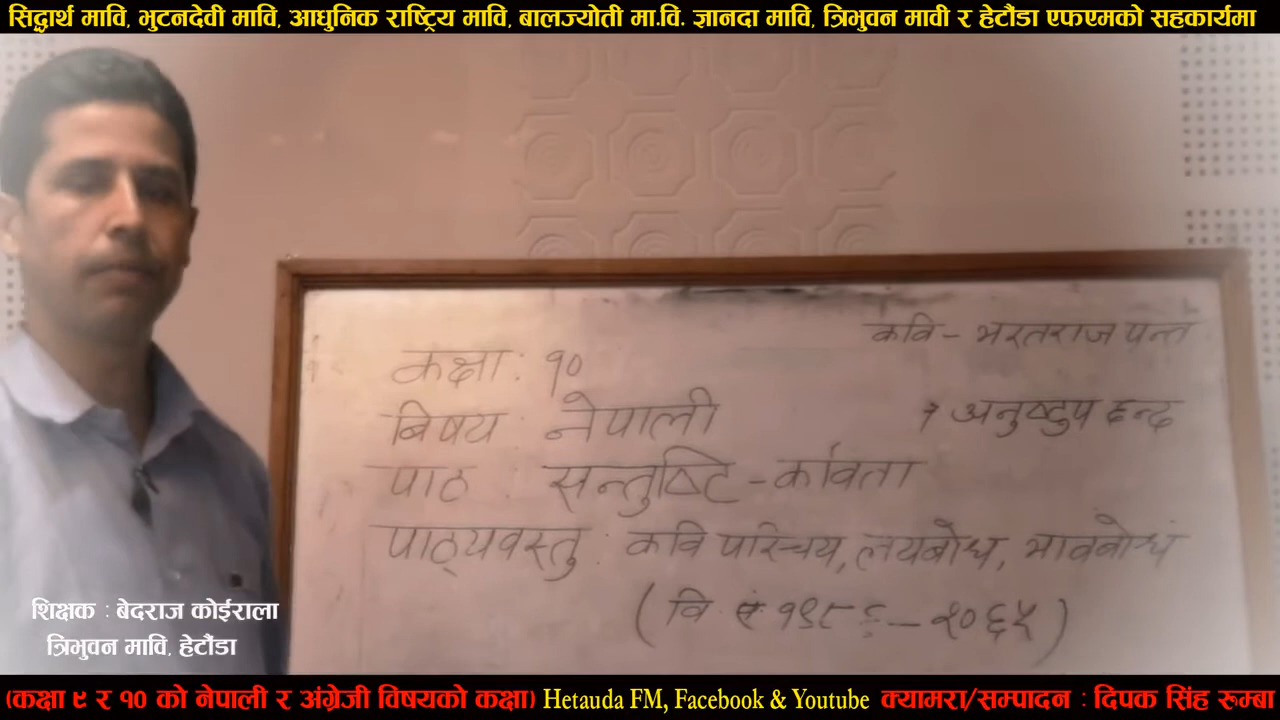 सिद्धार्थ मावि, भुटनदेवी मावि, आधुनिक राष्ट्रिय मावि, बालज्योती मा.वि. ज्ञानदा मावि, त्रिभुवन मावी र हेटौंडा एफएमको सहकार्यमा
कवि - भरतराज पन्त
कक्षा : १०
बिषय : नेपाली
→ अनुष्टुप छन्द
पाठ : सन्तुष्टि - कविता
पाठ्यवस्तु : कवि परिचय, लयबोध, भावबोध
(वि सं १९८६ - २०६५)
शिक्षक : बेदराज कोईराला
त्रिभुवन मावि, हेटौंडा
(कक्षा ९ र १० को नेपाली र अंग्रेजी विषयको कक्षा) Hetauda FM, Facebook & Youtube क्यामरा/सम्पादन : दिपक सिंह रुम्बा